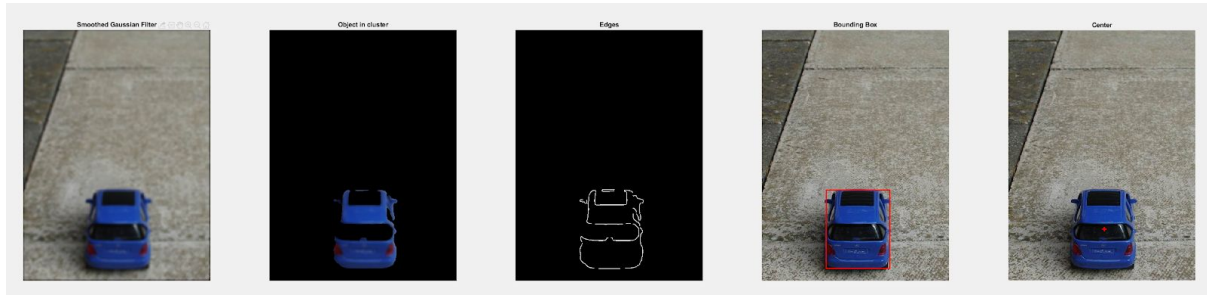 Smoothed Gaussian Filter
Object in cluster
Edges
Bounding Box
Center